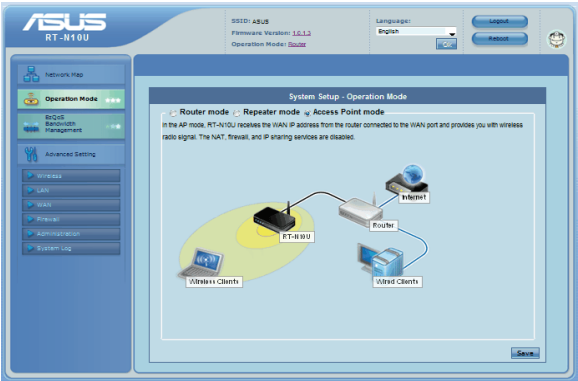 ASUS
RT-N10U
SSID: ASUS
Firmware Version: 1.0.1.2
Operation Mode: Router
Language:
English
OK
Logout
Reboot
Network Map
Operation Mode
EzQoS
Bandwidth
Management
Advanced Setting
Wireless
LAN
WAN
Firewall
Administration
System Log
System Setup - Operation Mode
Router mode Repeater mode Access Point mode
In the AP mode, RT-N10U receives the WAN IP address from the router connected to the WAN port and provides you with wireless
radio signal. The NAT, firewall, and IP sharing services are disabled.
Internet
Router
RT-N10U
Wireless Clients
Wired Clients
Save